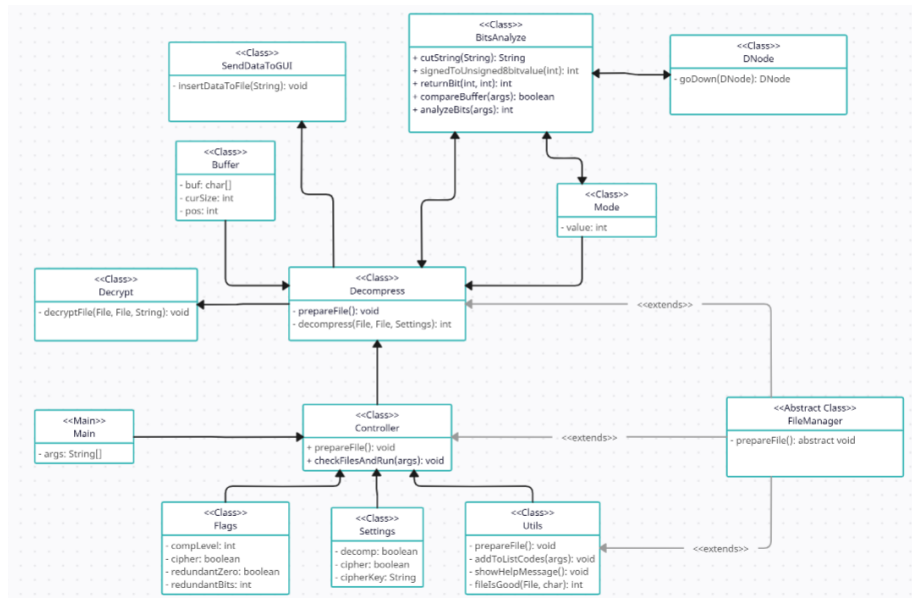 <<Class>>
SendDataToGUI
- insertDataToFile(String): void
<<Class>>
BitsAnalyze
+ cutString(String): String
+ signedToUnsigned8bitvalue(int): int
+ returnBit(int, int): int
+ compareBuffer(args): boolean
+ analyzeBits(args): int
<<Class>>
DNode
- goDown(DNode): DNode
<<Class>>
Buffer
- buf: char[]
- curSize: int
- pos: int
<<Class>>
Mode
- value: int
<<Class>>
Decrypt
- decryptFile(File, File, String): void
<<Class>>
Decompress
- prepareFile(): void
- decompress(File, File, Settings): int
<<extends>>
<<Main>>
Main
- args: String[]
<<Class>>
Controller
+ prepareFile(): void
+ checkFilesAndRun(args): void
<<extends>>
<<Abstract Class>>
FileManager
- prepareFile(): abstract void
<<Class>>
Flags
- compLevel: int
- cipher: boolean
- redundantZero: boolean
- redundantBits: int
<<Class>>
Settings
- decomp: boolean
- cipher: boolean
- cipherKey: String
<<Class>>
Utils
- prepareFile(): void
- addToListCodes(args): void
- showHelpMessage(): void
- fileIsGood(File, char): int
<<extends>>